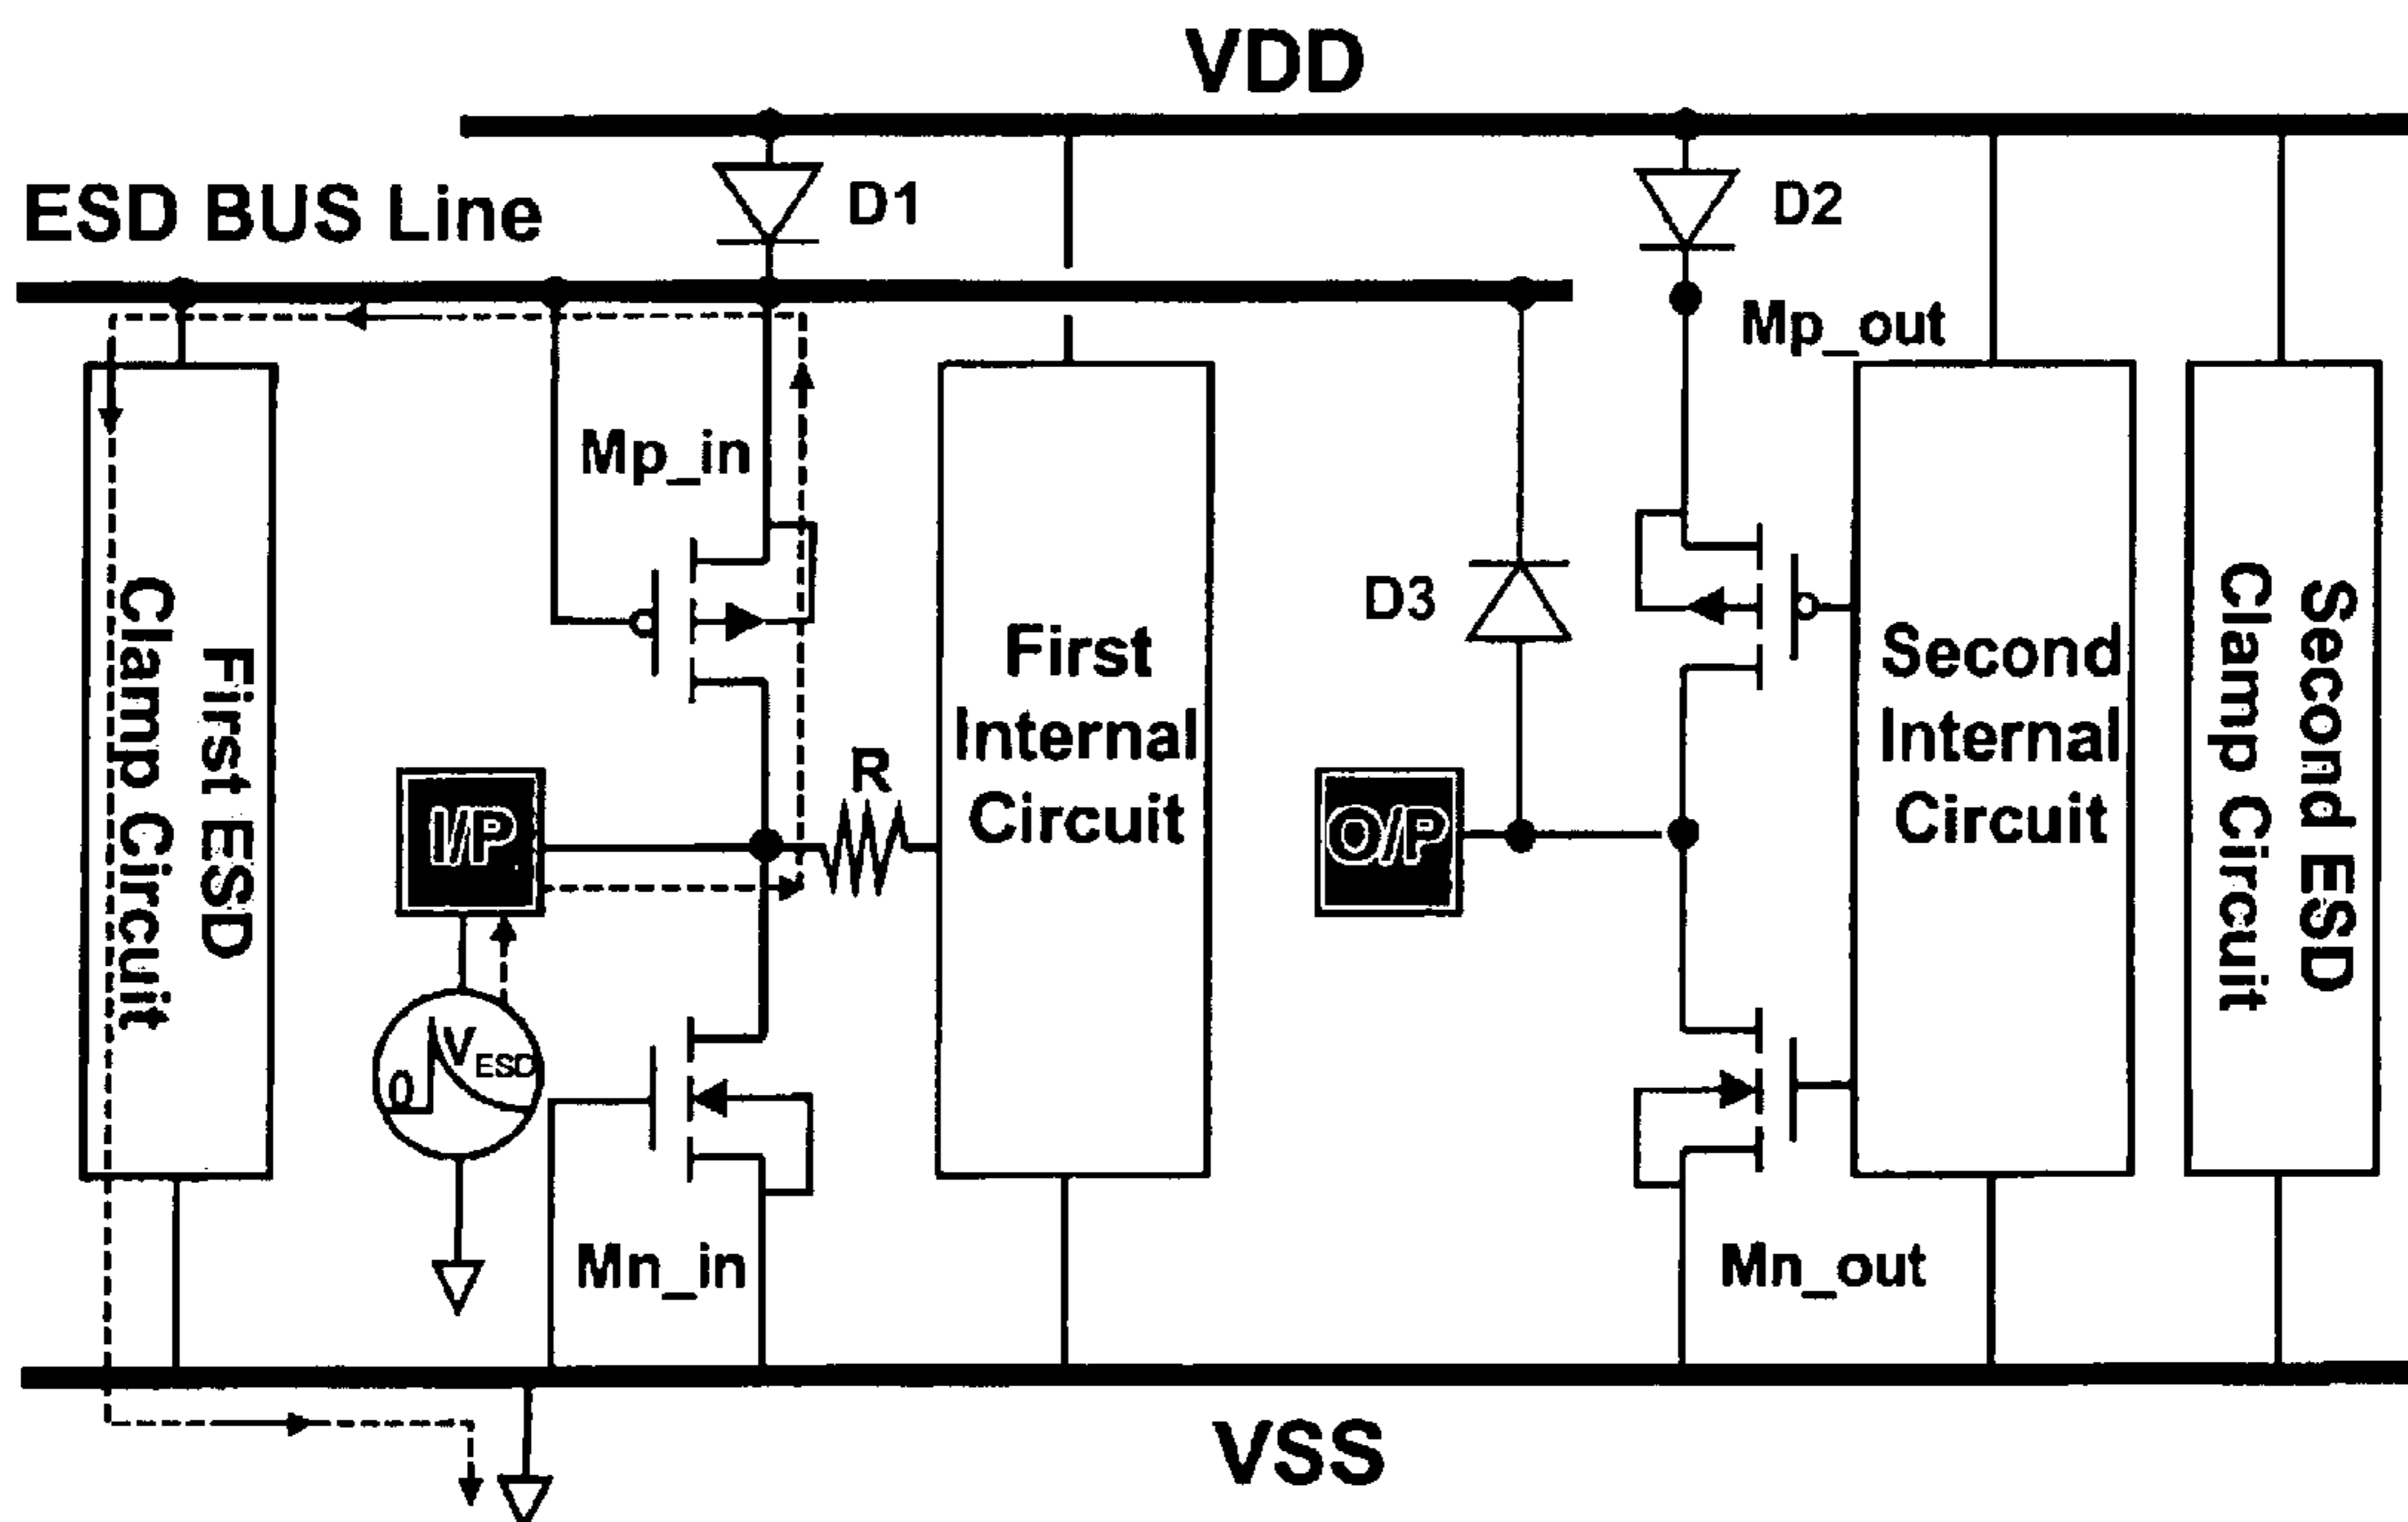 VDD
ESD BUS Line
D1
D2
Mp_out
Mp_in
First ESD
Clamp Circuit
First
Internal
Circuit
D3
Second
Internal
Circuit
Second ESD
Clamp Circuit
R
I/P
O/P
0
VESD
Mn_in
Mn_out
VSS